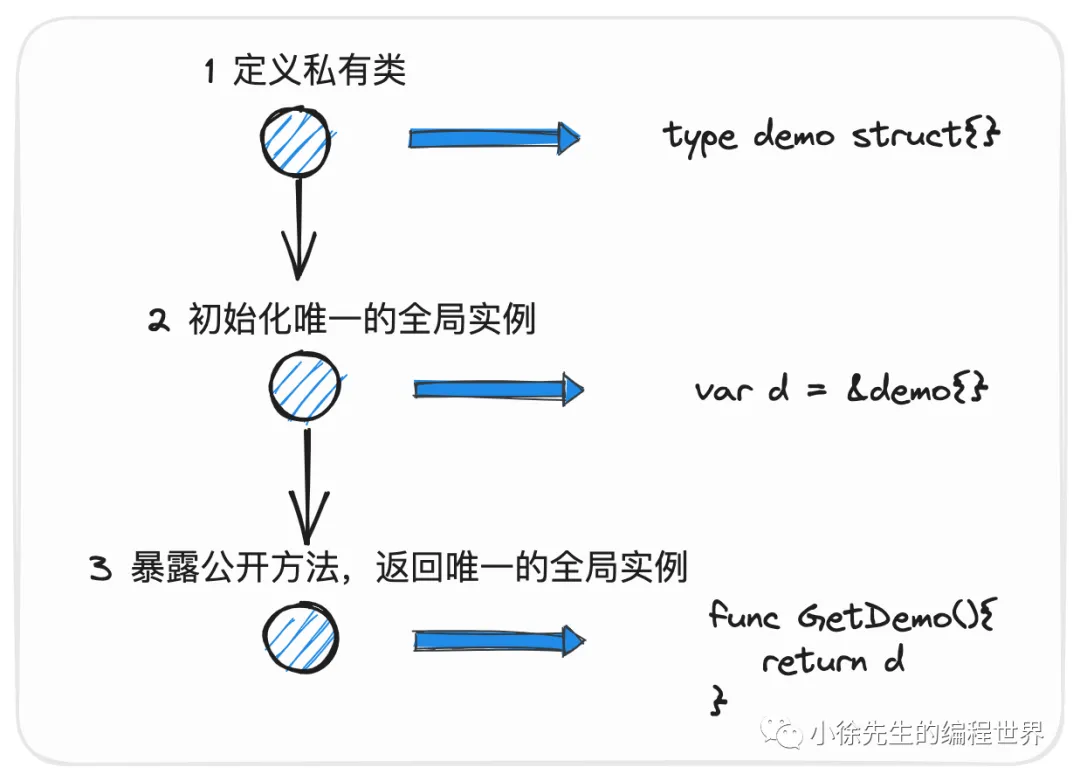 1 定义私有类
type demo struct{}
2 初始化唯一的全局实例
var d = &demo{}
3 暴露公开方法，返回唯一的全局实例
func GetDemo(){
return d
}
小徐先生的编程世界